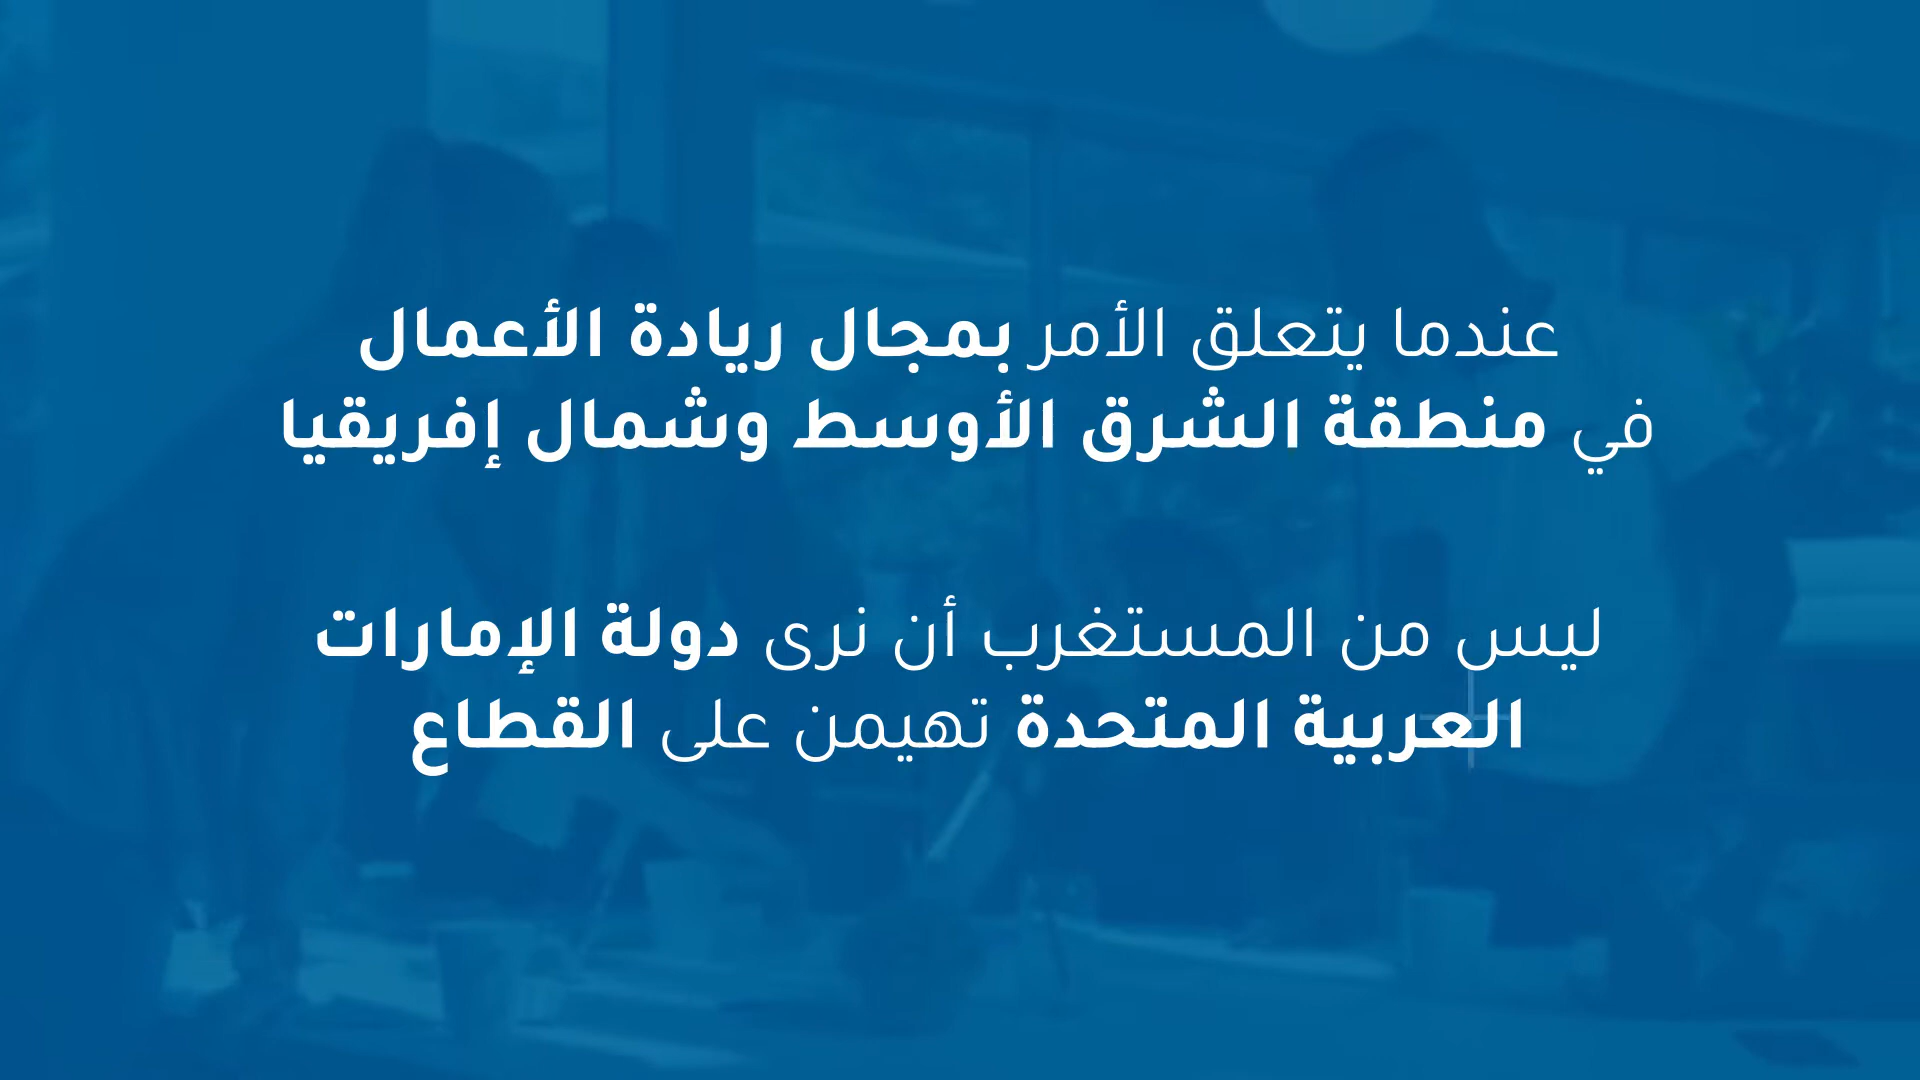 عندما يتعلق الأمر بمجال ريادة الأعمال
في منطقة الشرق الأوسط وشمال إفريقيا
ليس من المستغرب أن نرى دولة الإمارات
العربية المتحدة تهيمن على القطاع